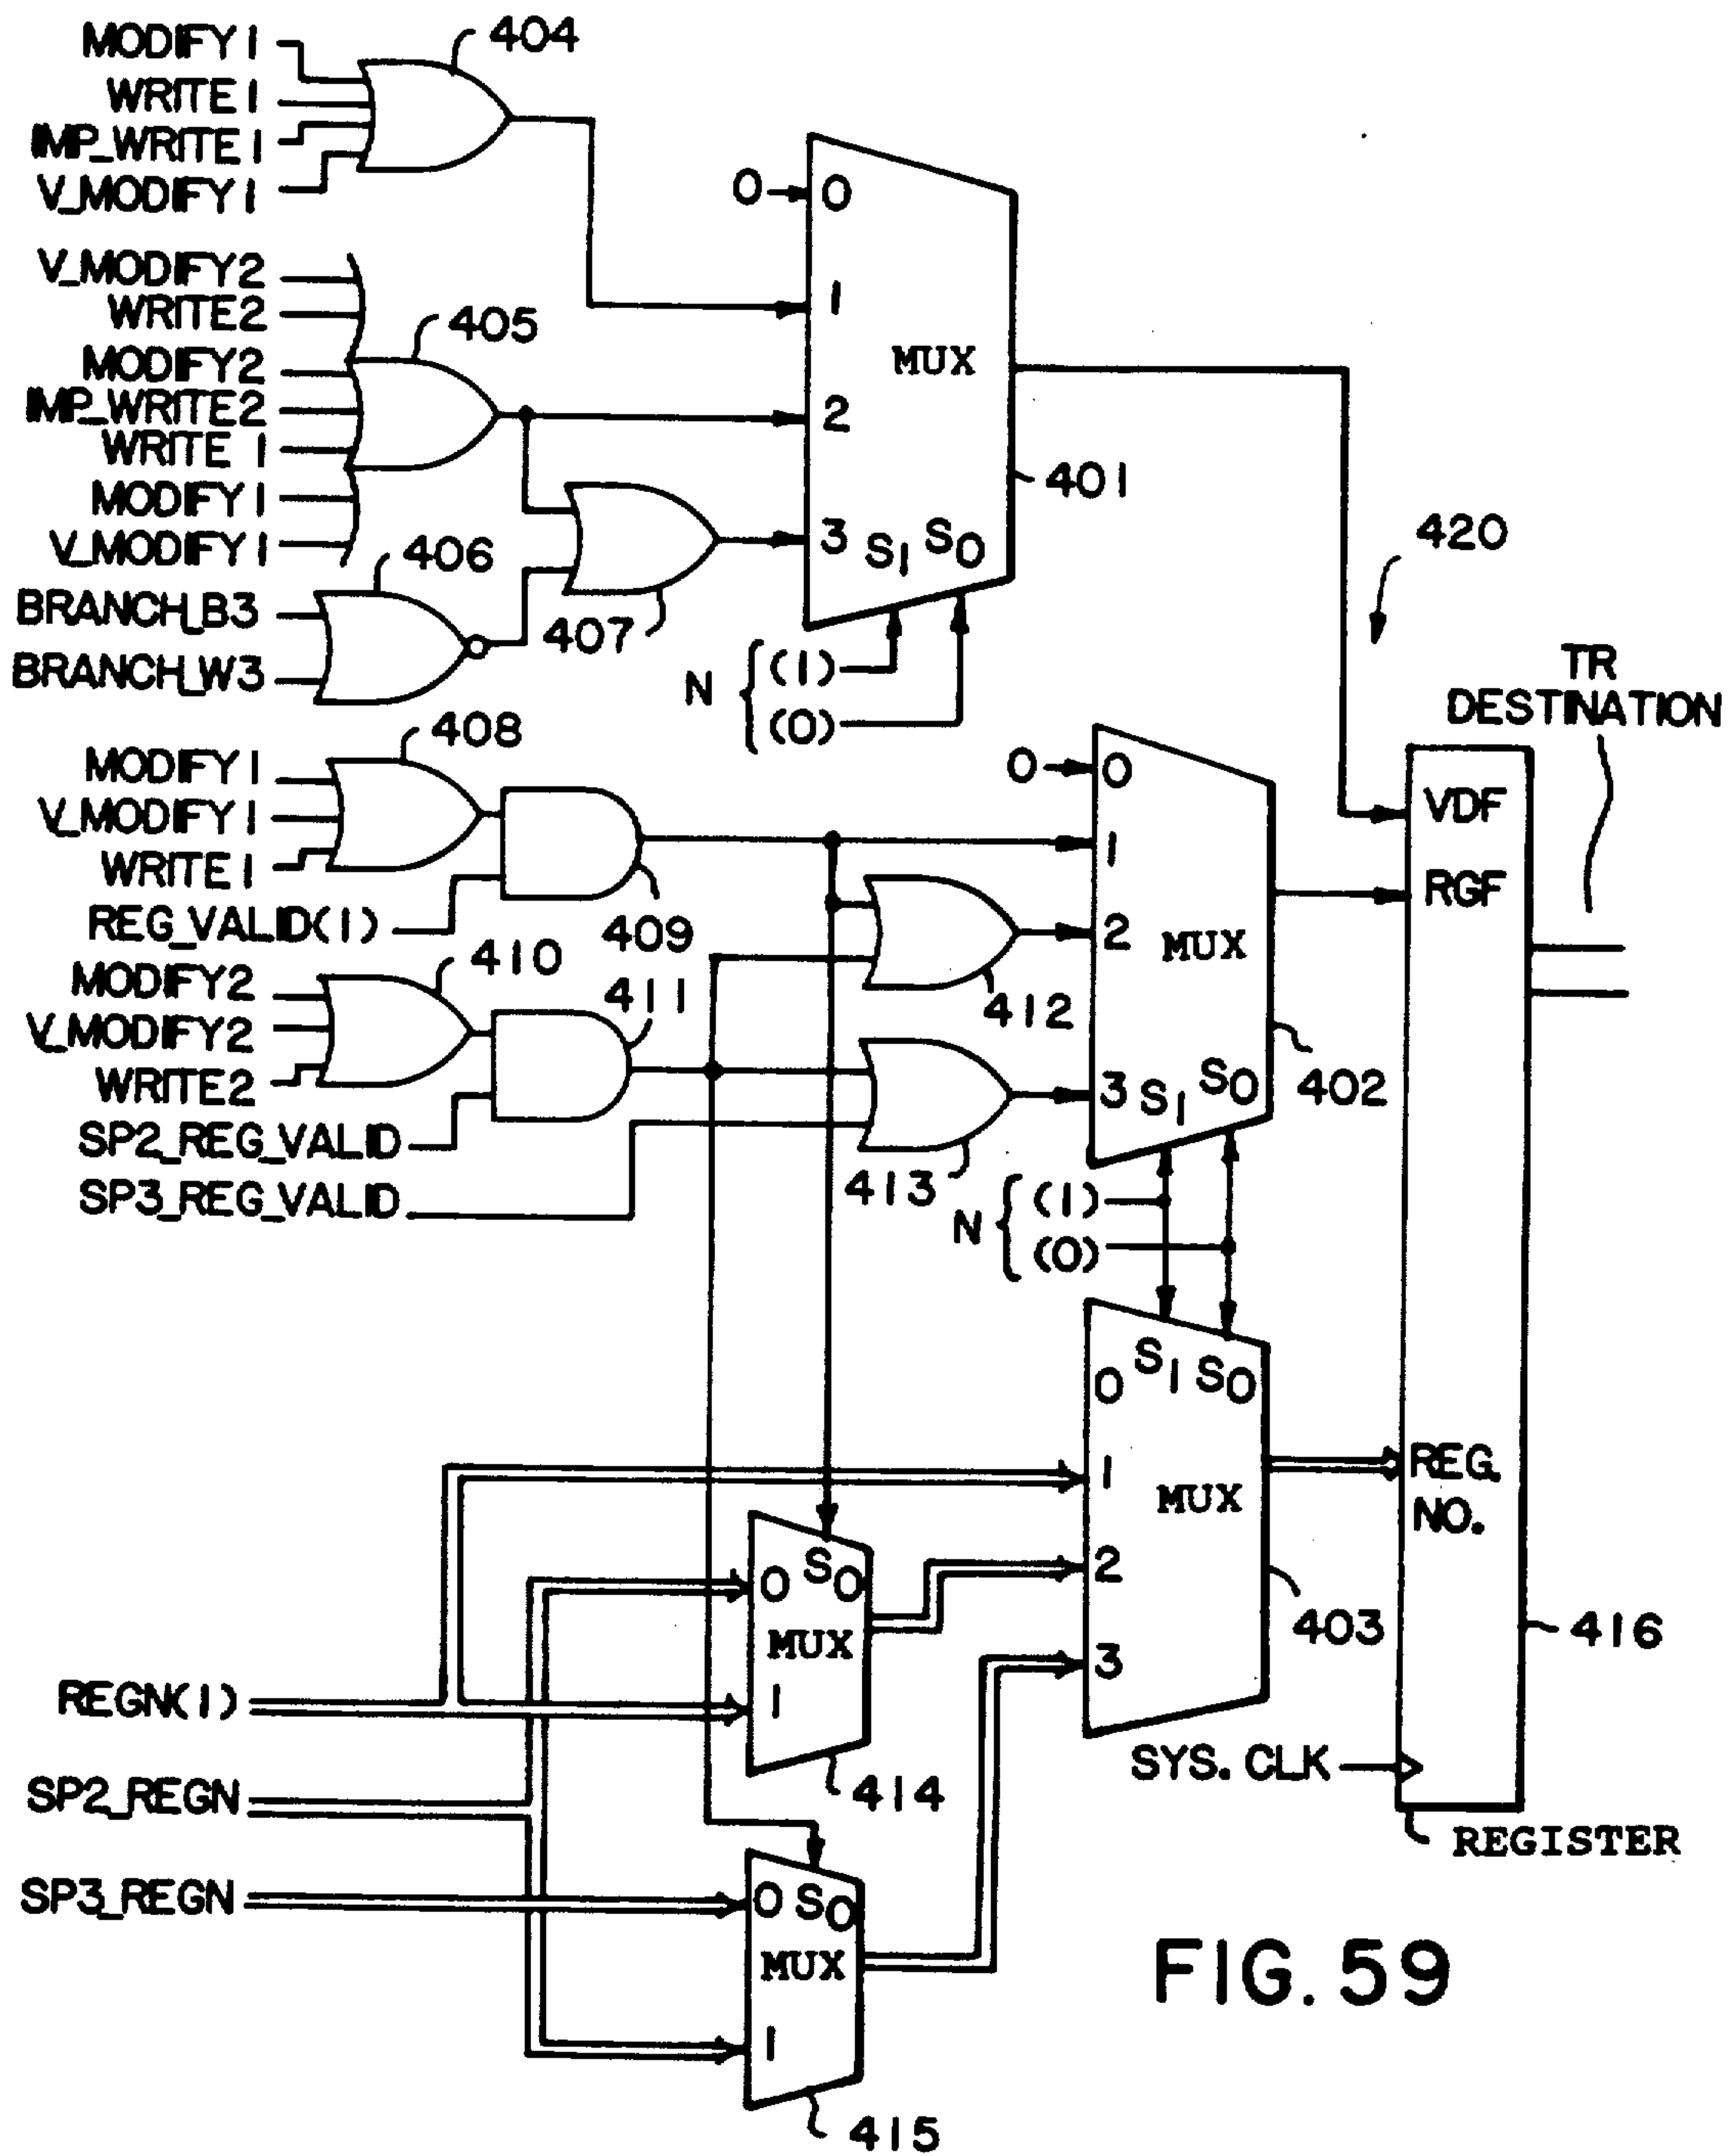 MODIFY1
404
WRITE1
IMP_WRITE1
V_MODIFY1
0
0
V_MODIFY2
WRITE2
405
1
MODIFY2
MUX
IMP_WRITE2
2
WRITE 1
401
MODIFY1
V_MODIFY1
3 S1 S0
420
406
BRANCH_B3
407
BRANCH_W3
N { (1)
(0)
TR
DESTINATION
408
MODIFY1
0
0
V_MODIFY1
VDF
WRITE1
1
RGF
REG_VALID(1)
409
2
MUX
410
MODIFY2
411
412
V_MODIFY2
WRITE2
3 S1 S0
402
SP2_REG_VALID
SP3_REG_VALID
413
N { (1)
(0)
0
S1 S0
1
REG.
NO.
MUX
0 S0
2
MUX
403
416
3
REGN(1)
1
SYS. CLK
SP2_REGN
414
REGISTER
SP3_REGN
0 S0
MUX
FIG. 59
1
415